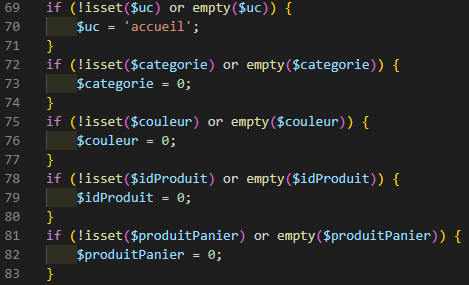 69 if (!isset($uc) or empty($uc)) {
70 $uc = 'accueil';
71 }
72 if (!isset($categorie) or empty($categorie)) {
73 $categorie = 0;
74 }
75 if (!isset($couleur) or empty($couleur)) {
76 $couleur = 0;
77 }
78 if (!isset($idProduit) or empty($idProduit)) {
79 $idProduit = 0;
80 }
81 if (!isset($produitPanier) or empty($produitPanier)) {
82 $produitPanier = 0;
83 }